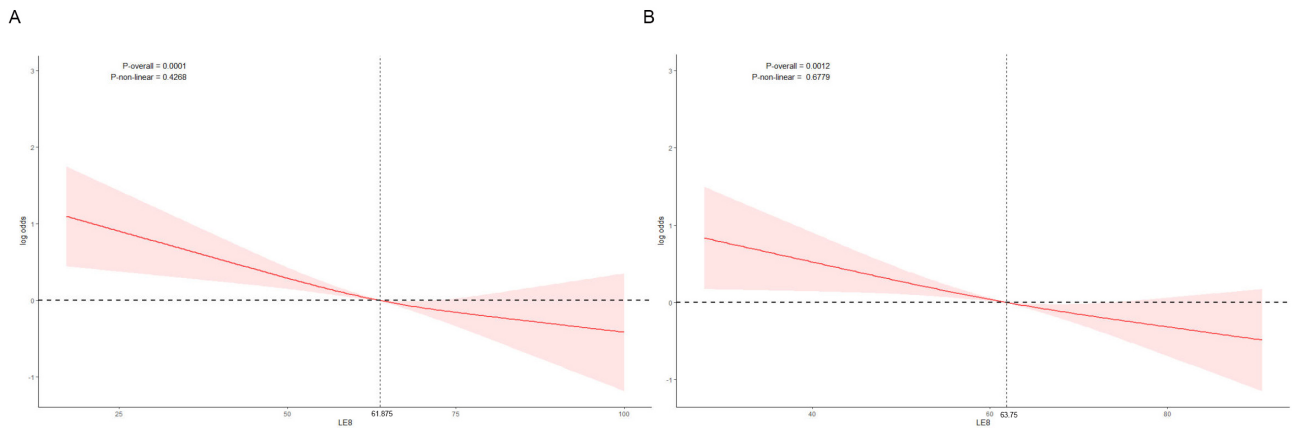 A
P-overall = 0.0001
P-non-linear = 0.4268
3
2
1
0
-1
log odds
25
50
61.875
75
100
LE8
B
P-overall = 0.0012
P-non-linear = 0.6779
3
2
1
0
-1
log odds
40
60
63.75
80
LE8